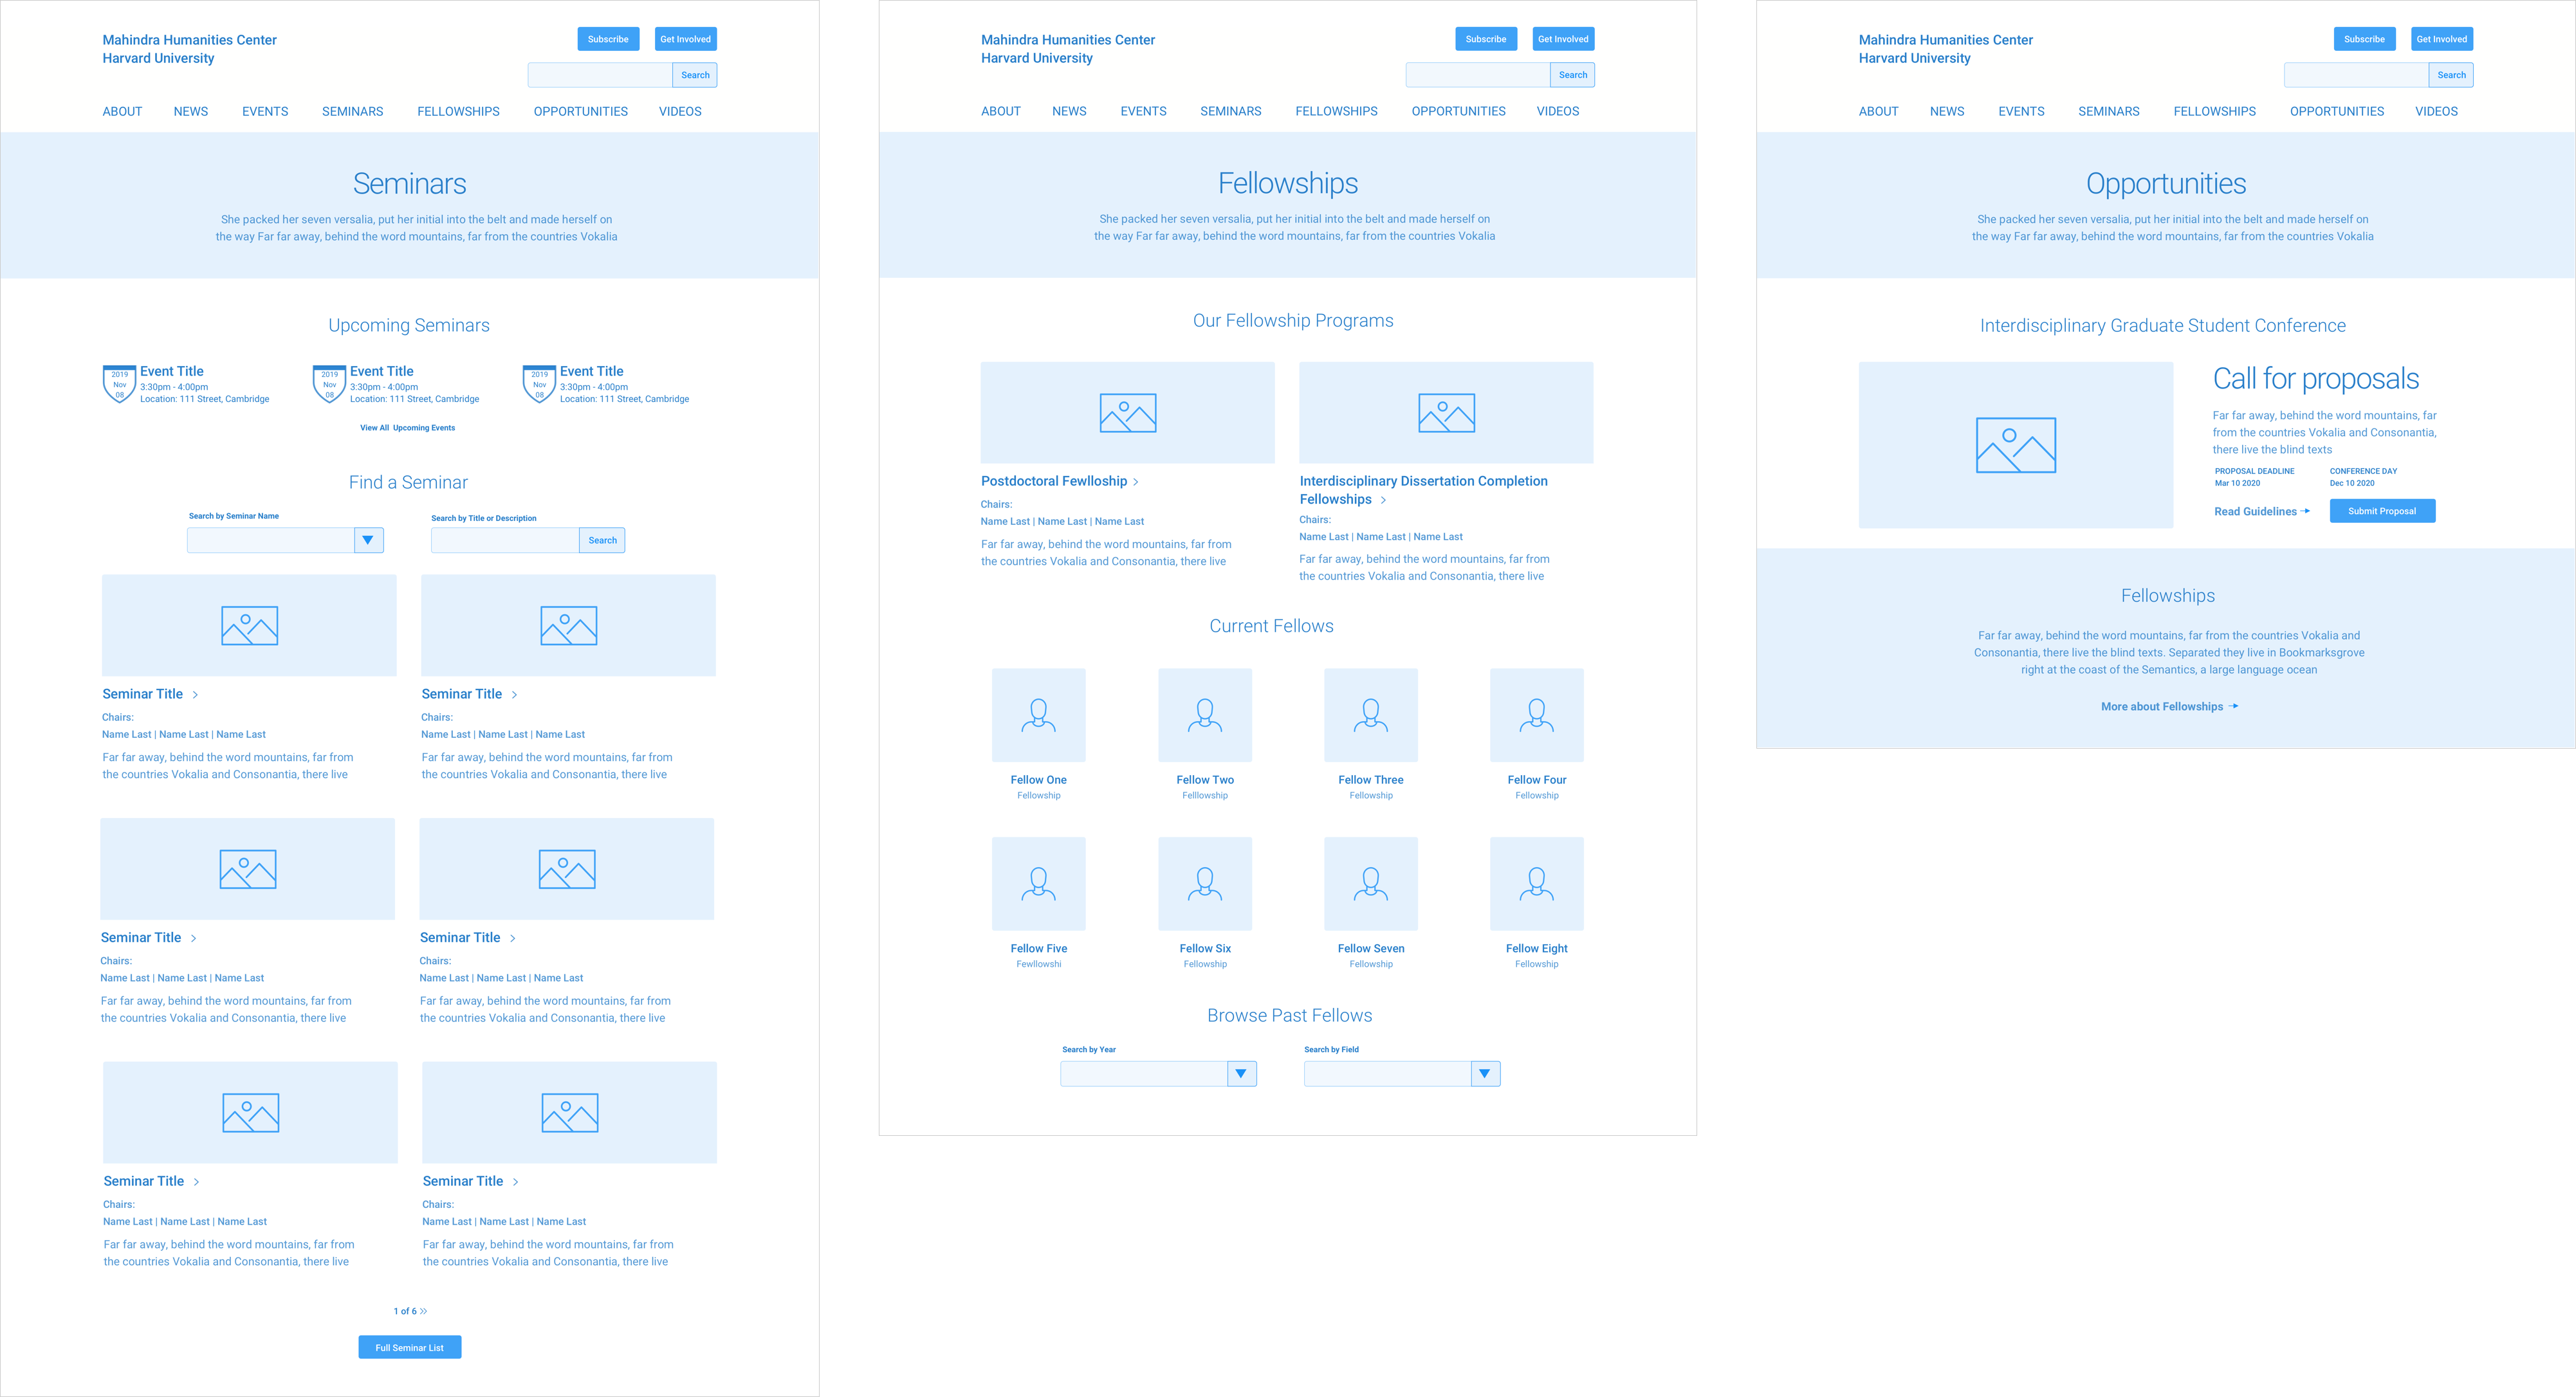 Mahindra Humanities Center
Harvard University
Subscribe
Get Involved
Search
ABOUT NEWS EVENTS SEMINARS FELLOWSHIPS OPPORTUNITIES VIDEOS
Seminars
She packed her seven versalia, put her initial into the belt and made herself on
the way Far far away, behind the word mountains, far from the countries Vokalia
Upcoming Seminars
2019
Nov
08
Event Title
3:30pm - 4:00pm
Location: 111 Street, Cambridge
2019
Nov
08
Event Title
3:30pm - 4:00pm
Location: 111 Street, Cambridge
2019
Nov
08
Event Title
3:30pm - 4:00pm
Location: 111 Street, Cambridge
View All Upcoming Events
Find a Seminar
Search by Seminar Name
Search by Title or Description
Search
Seminar Title >
Chairs:
Name Last | Name Last | Name Last
Far far away, behind the word mountains, far from
the countries Vokalia and Consonantia, there live
Seminar Title >
Chairs:
Name Last | Name Last | Name Last
Far far away, behind the word mountains, far from
the countries Vokalia and Consonantia, there live
Seminar Title >
Chairs:
Name Last | Name Last | Name Last
Far far away, behind the word mountains, far from
the countries Vokalia and Consonantia, there live
Seminar Title >
Chairs:
Name Last | Name Last | Name Last
Far far away, behind the word mountains, far from
the countries Vokalia and Consonantia, there live
Seminar Title >
Chairs:
Name Last | Name Last | Name Last
Far far away, behind the word mountains, far from
the countries Vokalia and Consonantia, there live
Seminar Title >
Chairs:
Name Last | Name Last | Name Last
Far far away, behind the word mountains, far from
the countries Vokalia and Consonantia, there live
1 of 6 >>
Full Seminar List
Mahindra Humanities Center
Harvard University
Subscribe
Get Involved
Search
ABOUT NEWS EVENTS SEMINARS FELLOWSHIPS OPPORTUNITIES VIDEOS
Fellowships
She packed her seven versalia, put her initial into the belt and made herself on
the way Far far away, behind the word mountains, far from the countries Vokalia
Our Fellowship Programs
Postdoctoral Fewlloship >
Chairs:
Name Last | Name Last | Name Last
Far far away, behind the word mountains, far from
the countries Vokalia and Consonantia, there live
Interdisciplinary Dissertation Completion
Fellowships >
Chairs:
Name Last | Name Last | Name Last
Far far away, behind the word mountains, far from
the countries Vokalia and Consonantia, there live
Current Fellows
Fellow One
Fellowship
Fellow Two
Felllowship
Fellow Three
Fellowship
Fellow Four
Fellowship
Fellow Five
Fewllowshi
Fellow Six
Fellowship
Fellow Seven
Fellowship
Fellow Eight
Fellowship
Browse Past Fellows
Search by Year
Search by Field
Mahindra Humanities Center
Harvard University
Subscribe
Get Involved
Search
ABOUT NEWS EVENTS SEMINARS FELLOWSHIPS OPPORTUNITIES VIDEOS
Opportunities
She packed her seven versalia, put her initial into the belt and made herself on
the way Far far away, behind the word mountains, far from the countries Vokalia
Interdisciplinary Graduate Student Conference
Call for proposals
Far far away, behind the word mountains, far
from the countries Vokalia and Consonantia,
there live the blind texts
PROPOSAL DEADLINE
Mar 10 2020
CONFERENCE DAY
Dec 10 2020
Read Guidelines
Submit Proposal
Fellowships
Far far away, behind the word mountains, far from the countries Vokalia and
Consonantia, there live the blind texts. Separated they live in Bookmarksgrove
right at the coast of the Semantics, a large language ocean
More about Fellowships